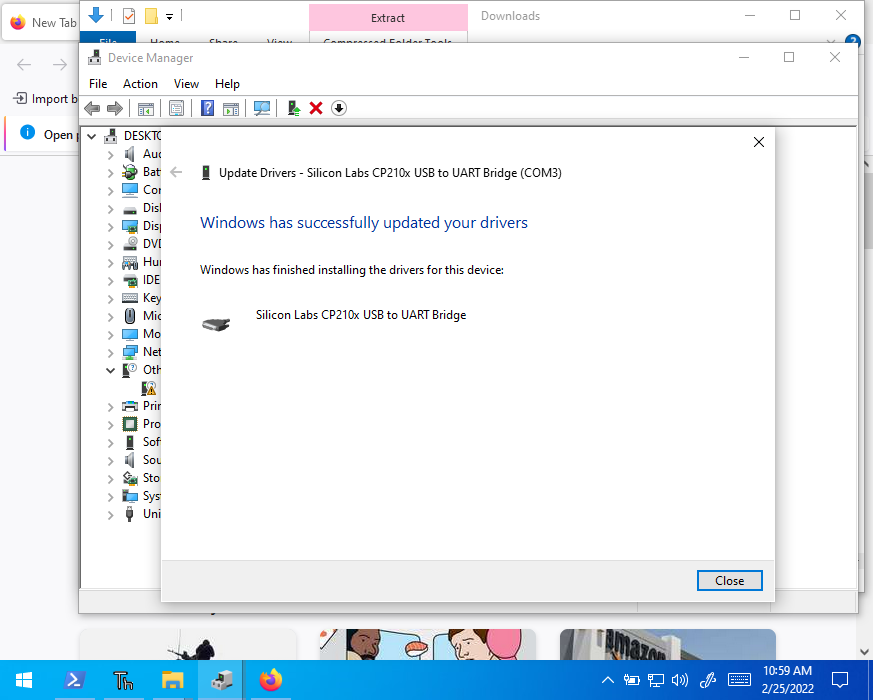 New Tab
Extract
Downloads
File
Home
Share
View
Compressed Folder Tools
?
Device Manager
File Action View Help
Import b
Open
DESKTO
Update Drivers - Silicon Labs CP210x USB to UART Bridge (COM3)
Windows has successfully updated your drivers
Windows has finished installing the drivers for this device:
Silicon Labs CP210x USB to UART Bridge
Close
Aud
Bat
Cor
Disk
Disp
DVD
Hur
IDE
Key
Mic
Mo
Net
Oth
Prin
Pro
Sof
Sou
Sto
Sys
Uni
amazon
Th
10:59 AM
2/25/2022